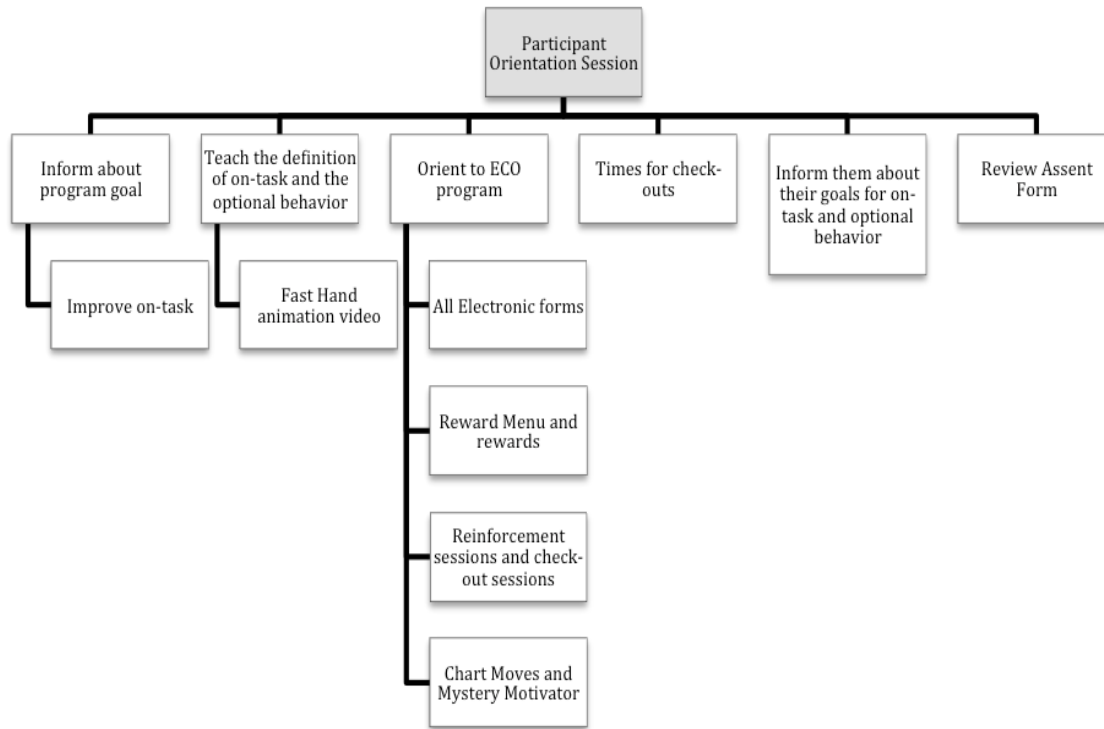 Participant
Orientation Session
Inform about
program goal
Teach the definition
of on-task and the
optional behavior
Orient to ECO
program
Times for check-
outs
Inform them about
their goals for on-
task and optional
behavior
Review Assent
Form
Improve on-task
Fast Hand
animation video
All Electronic forms
Reward Menu and
rewards
Reinforcement
sessions and check-
out sessions
Chart Moves and
Mystery Motivator